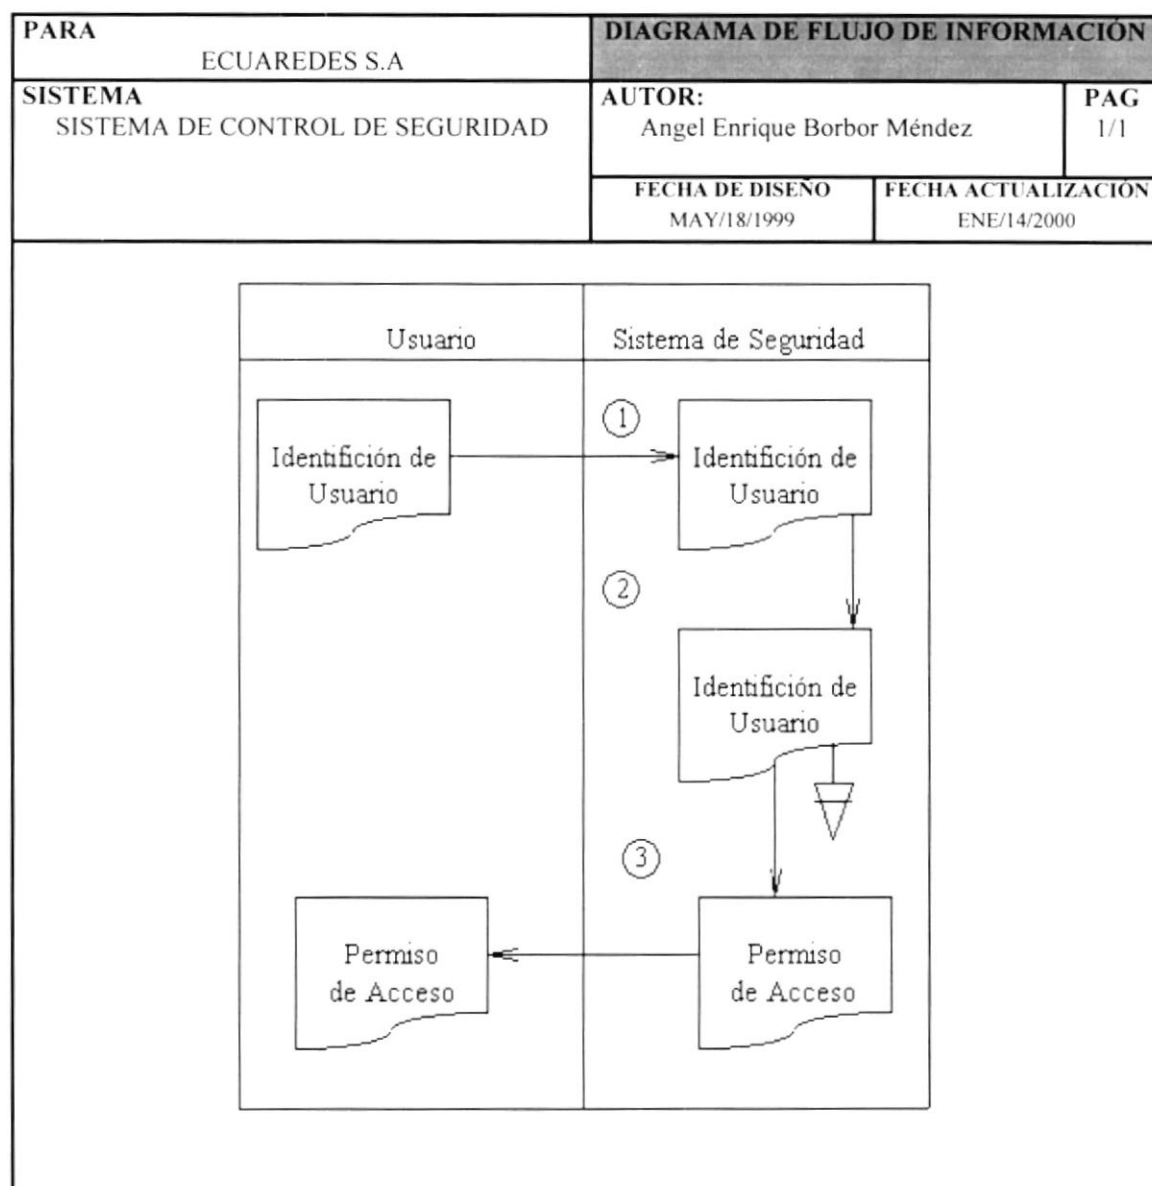 PARA
ECUAREDES S.A
DIAGRAMA DE FLUJO DE INFORMACIÓN
SISTEMA
SISTEMA DE CONTROL DE SEGURIDAD
AUTOR:
Angel Enrique Borbor Méndez
PAG
1/1
FECHA DE DISEÑO
MAY/18/1999
FECHA ACTUALIZACIÓN
ENE/14/2000
Usuario
Sistema de Seguridad
Identifición de
Usuario
1
Identifición de
Usuario
2
Identifición de
Usuario
3
Permiso
de Acceso
Permiso
de Acceso